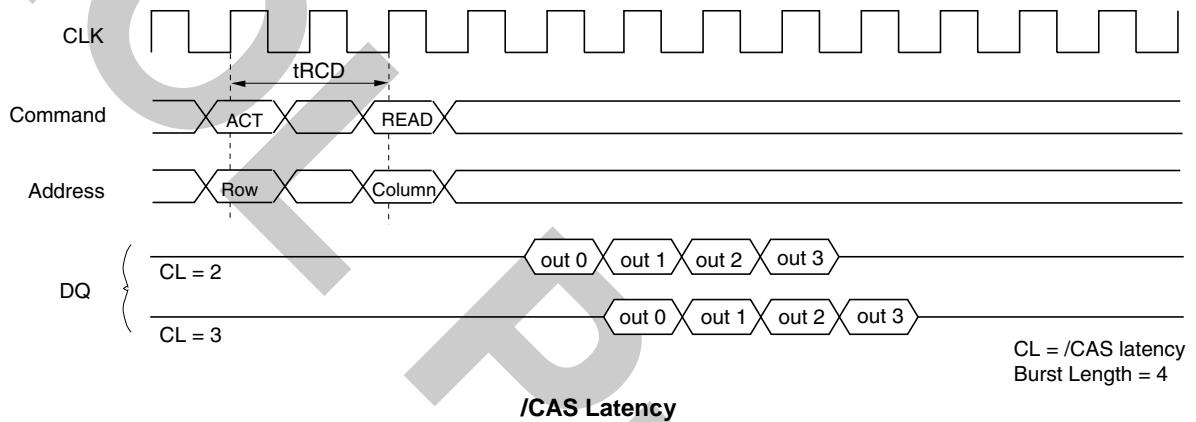 CLK
tRCD
Command
ACT
READ
Address
Row
Column
DQ
CL = 2
out 0
out 1
out 2
out 3
CL = 3
out 0
out 1
out 2
out 3
CL = /CAS latency
Burst Length = 4
/CAS Latency